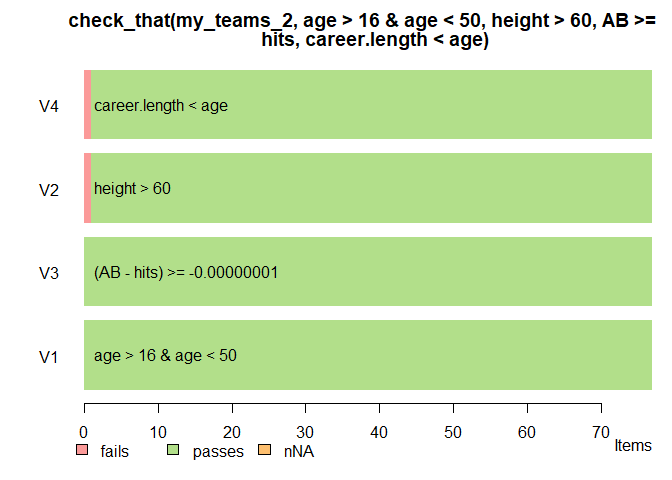 check_that(my_teams_2, age > 16 & age < 50, height > 60, AB >=
hits, career.length < age)
V4 career.length < age
V2 height > 60
V3 (AB - hits) >= -0.00000001
V1 age > 16 & age < 50
0 10 20 30 40 50 60 70
Items
fails passes nNA